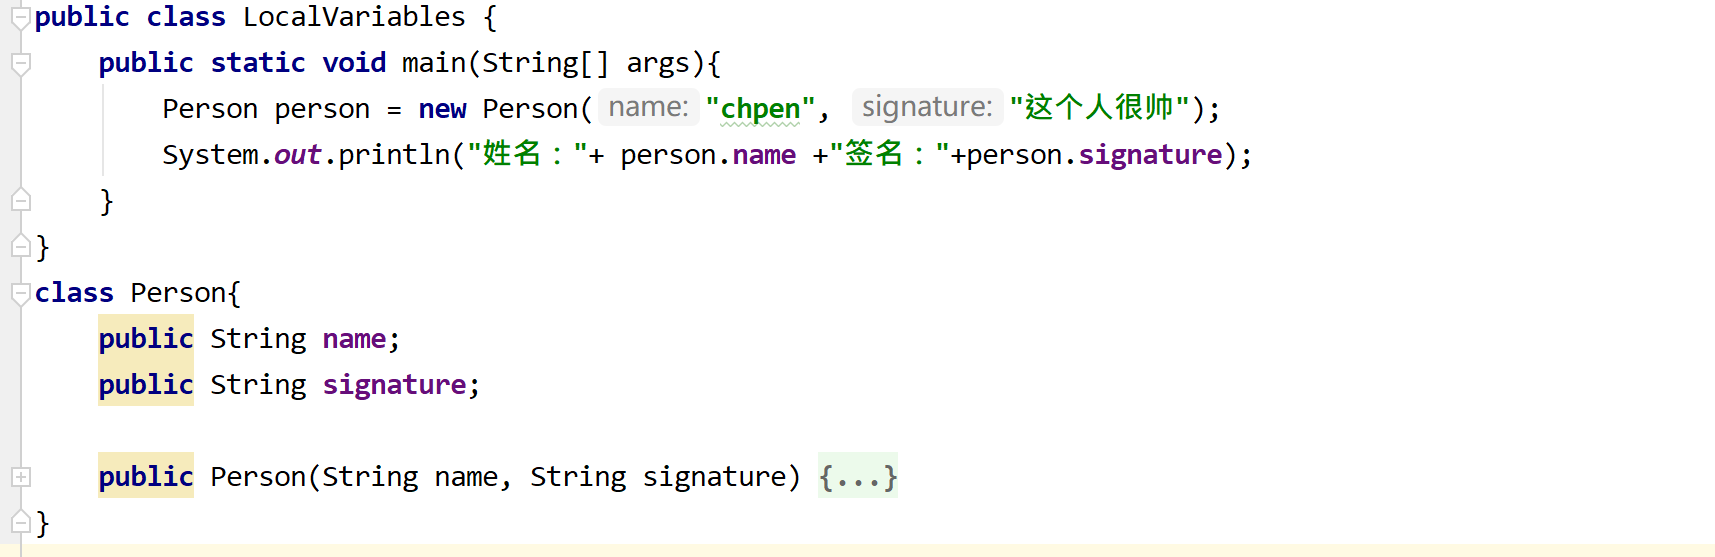 public class LocalVariables {
public static void main(String[] args){
Person person = new Person( name: "chpen", signature: "这个人很帅");
System.out.println("姓名："+ person.name +"签名："+person.signature);
}
}
class Person{
public String name;
public String signature;
public Person(String name, String signature) {...}
}